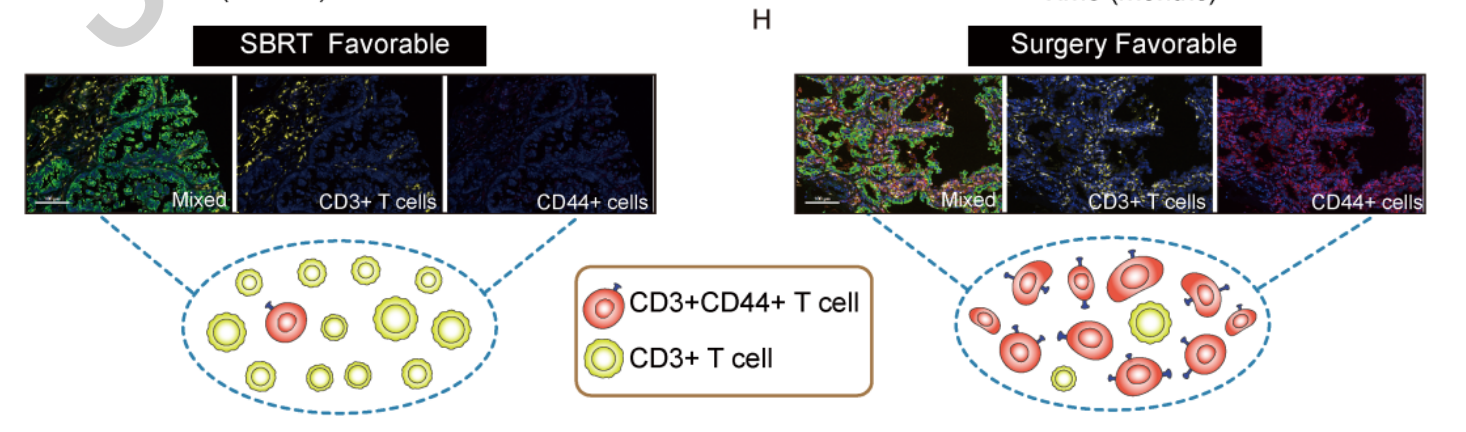 H
SBRT Favorable
Surgery Favorable
Mixed
CD3+ T cells
CD44+ cells
Mixed
CD3+ T cells
CD44+ cells
CD3+CD44+ T cell
CD3+ T cell